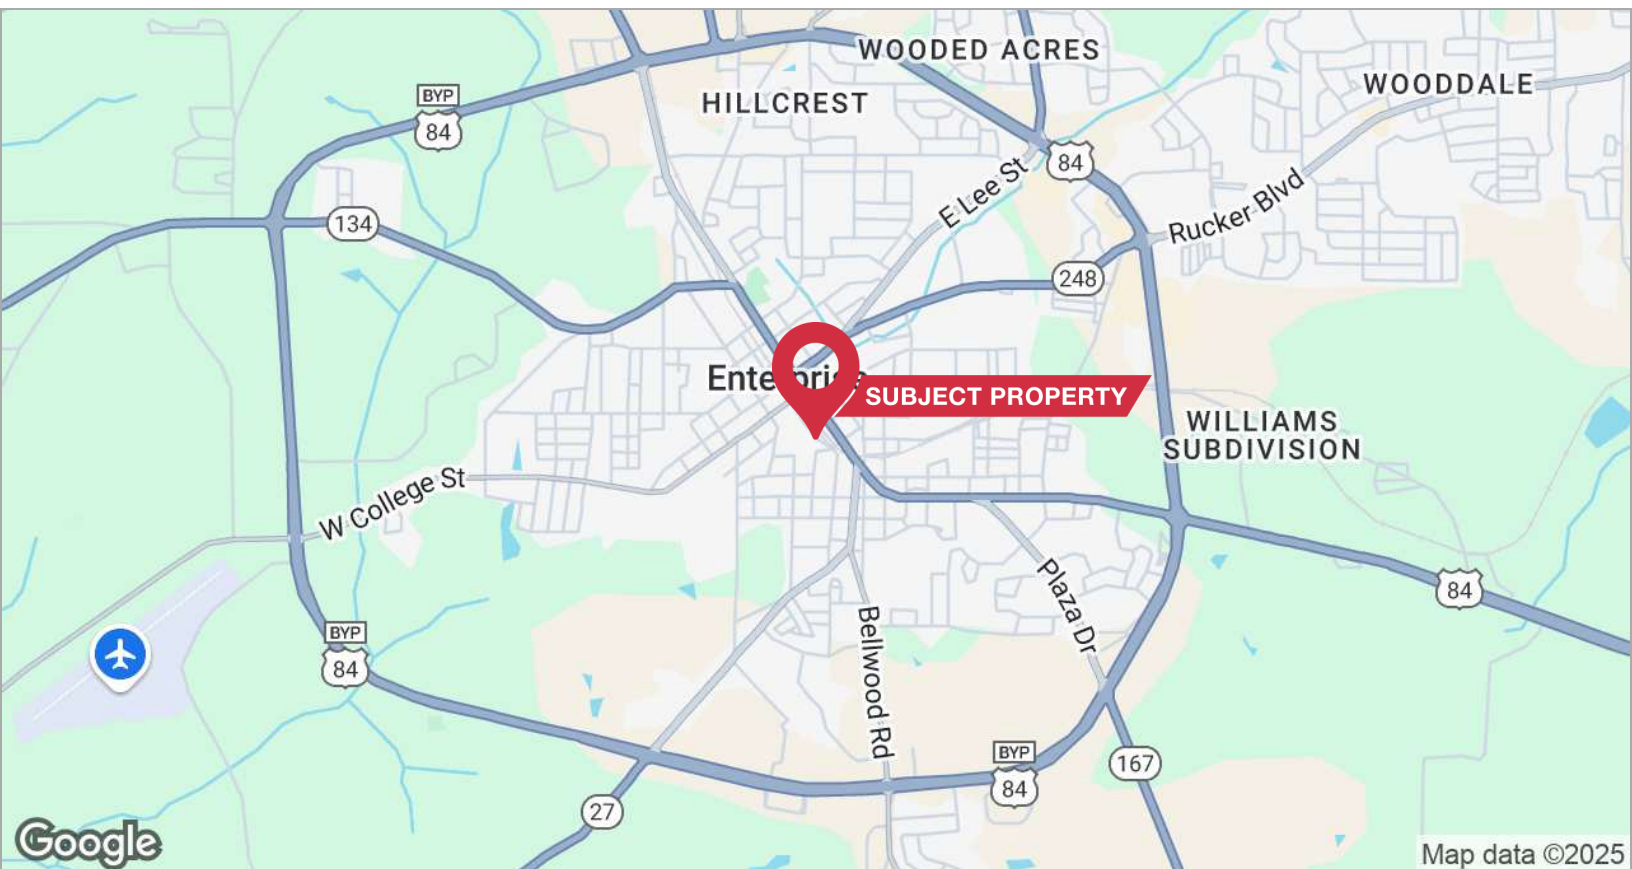 WOODED ACRES
WOODDALE
BYP
84
HILLCREST
84
E Lee St
Rucker Blvd
134
248
Enterprise
SUBJECT PROPERTY
WILLIAMS
SUBDIVISION
W College St
Plaza Dr
84
BYP
84
Bellwood Rd
BYP
84
167
27
Google
Map data ©2025